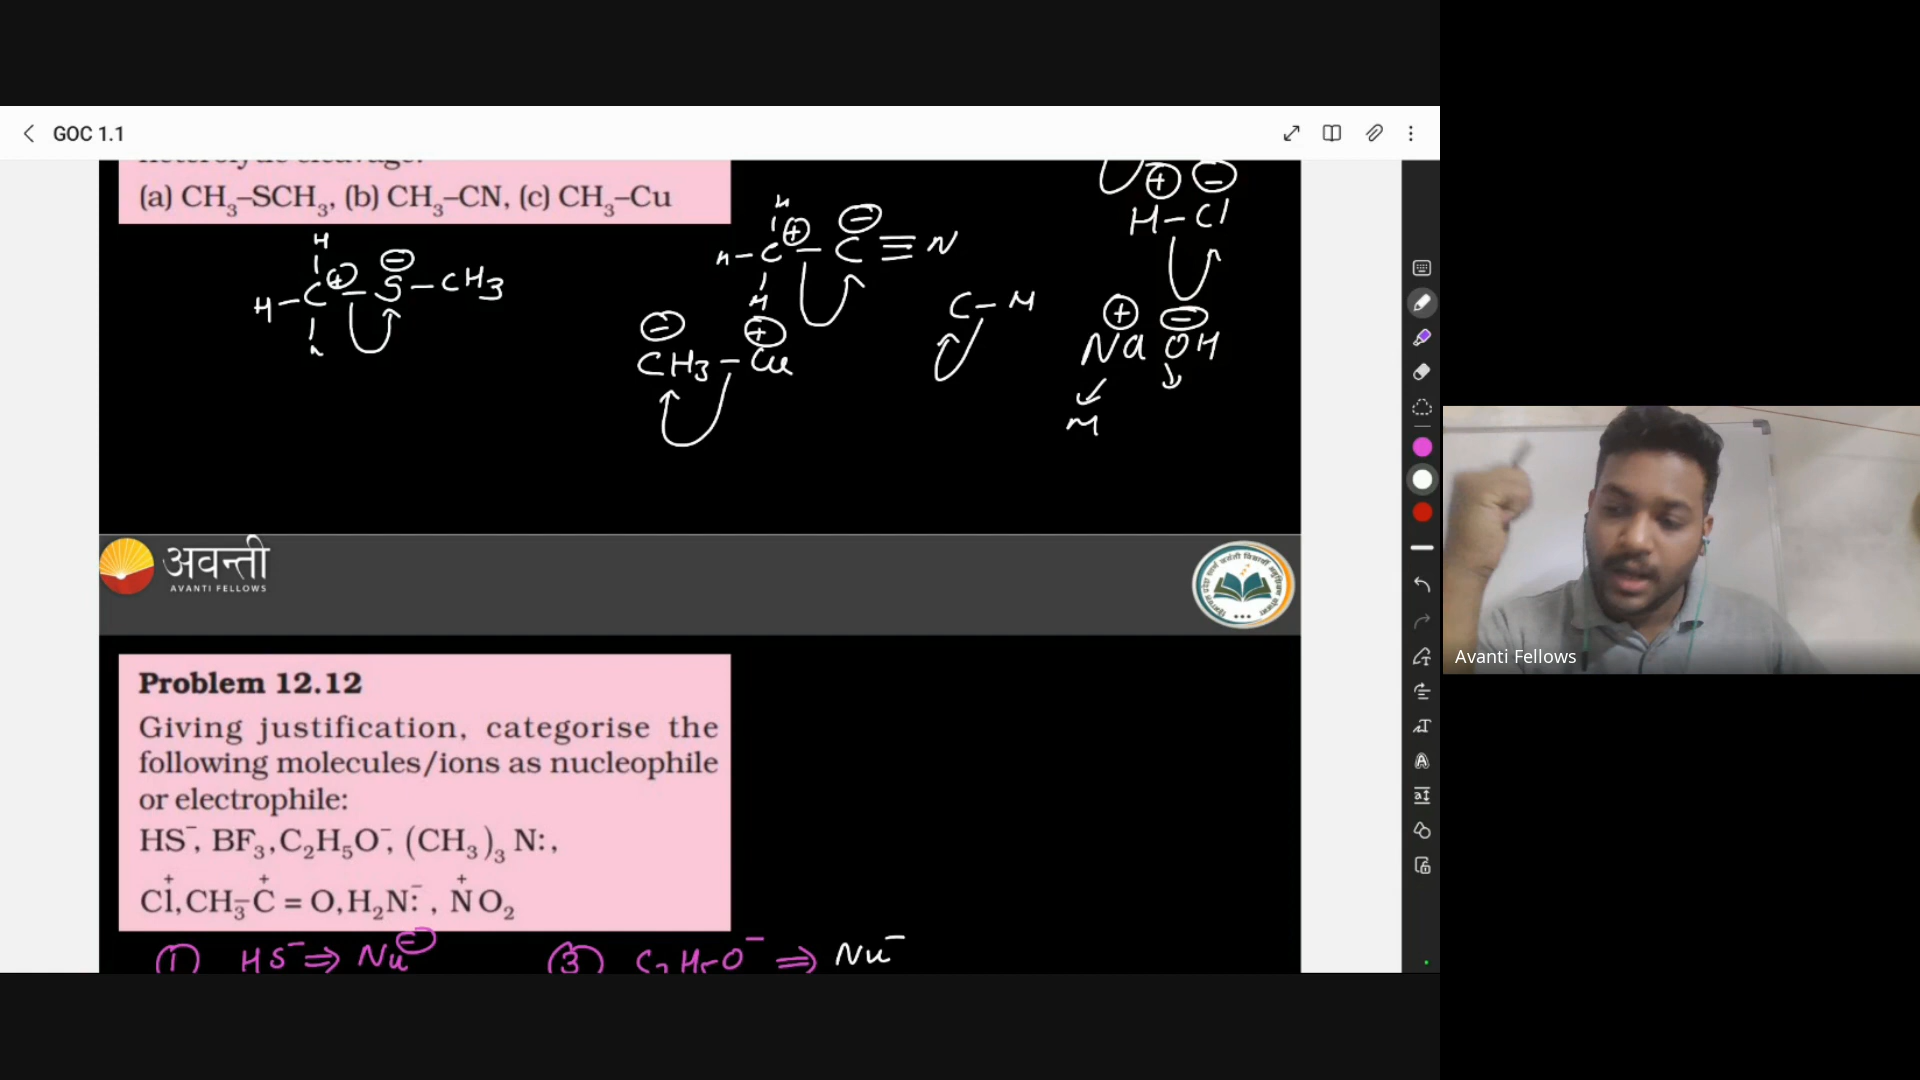 GOC 1.1
(a) CH₃–SCH₃, (b) CH₃–CN, (c) CH₃–Cu
H
H–C⊕–S⊖–CH3
H
H–C⊕–C⊖≡N
H
⊕ ⊖
H–Cl
C–M
⊖ ⊕
CH3–Cu
⊕ ⊖
Na OH
M
अवन्ती
AVANTI FELLOWS
Problem 12.12
Giving justification, categorise the
following molecules/ions as nucleophile
or electrophile:
HS⁻, BF₃, C₂H₅O⁻, (CH₃)₃ N:,
Cl⁺, CH₃–C⁺ = O, H₂N:⁻, N⁺O₂
① HS⁻ ⇒ Nu⊖ ③ C2H5O⁻ ⇒ Nu⁻
Avanti Fellows